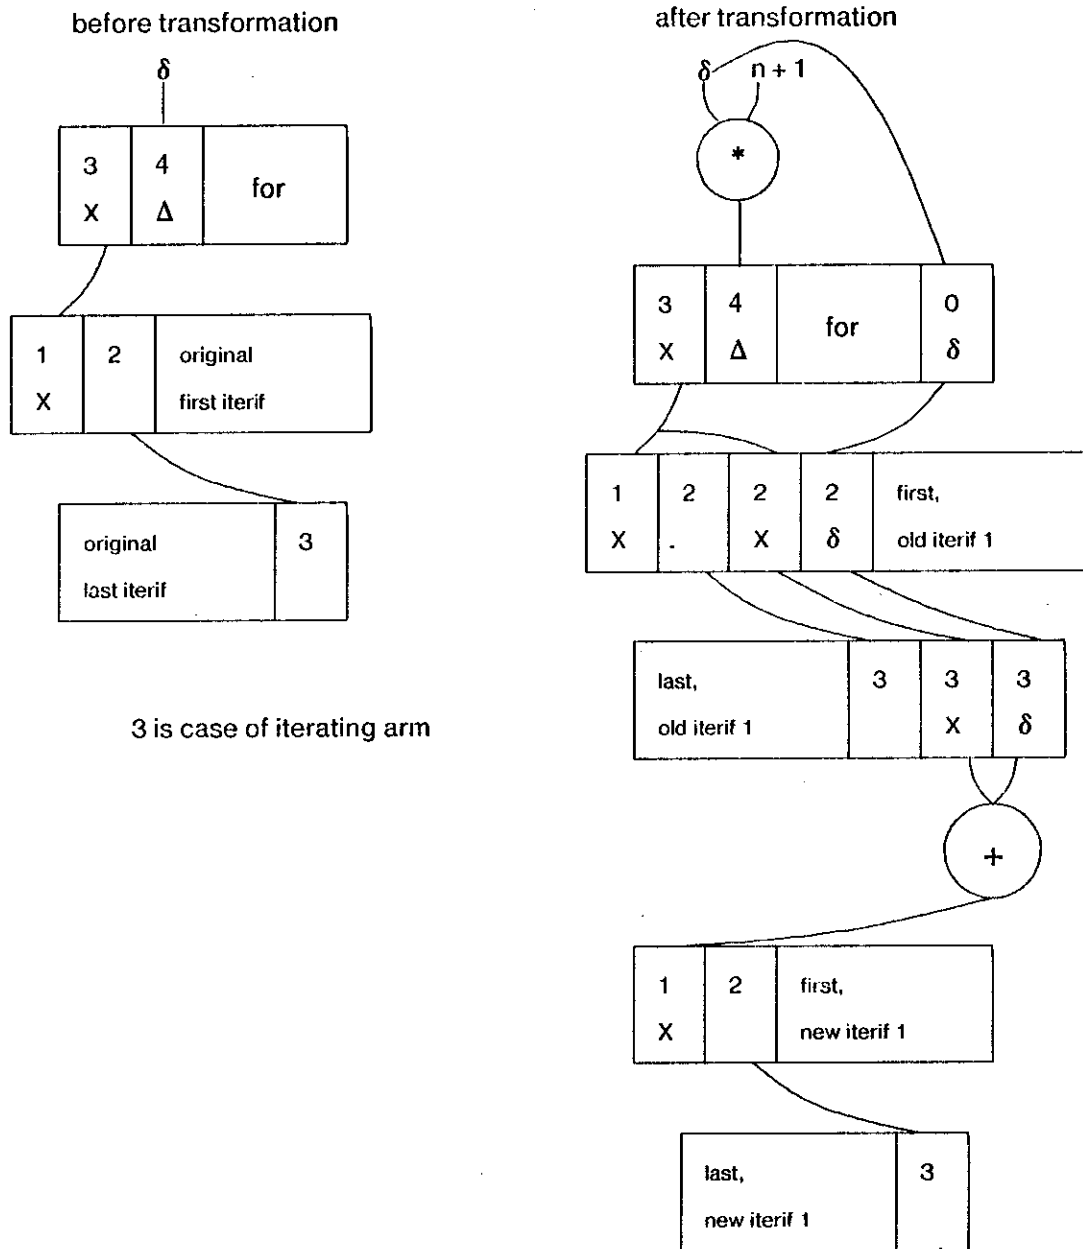 before transformation
δ
3 4 for
X Δ
1 2 original
X first iterif
original 3
last iterif
3 is case of iterating arm
after transformation
δ n + 1
*
3 4 for 0
X Δ δ
1 2 2 2 first,
X . X δ old iterif 1
last, 3 3 3
old iterif 1 X δ
+
1 2 first,
X new iterif 1
last, 3
new iterif 1